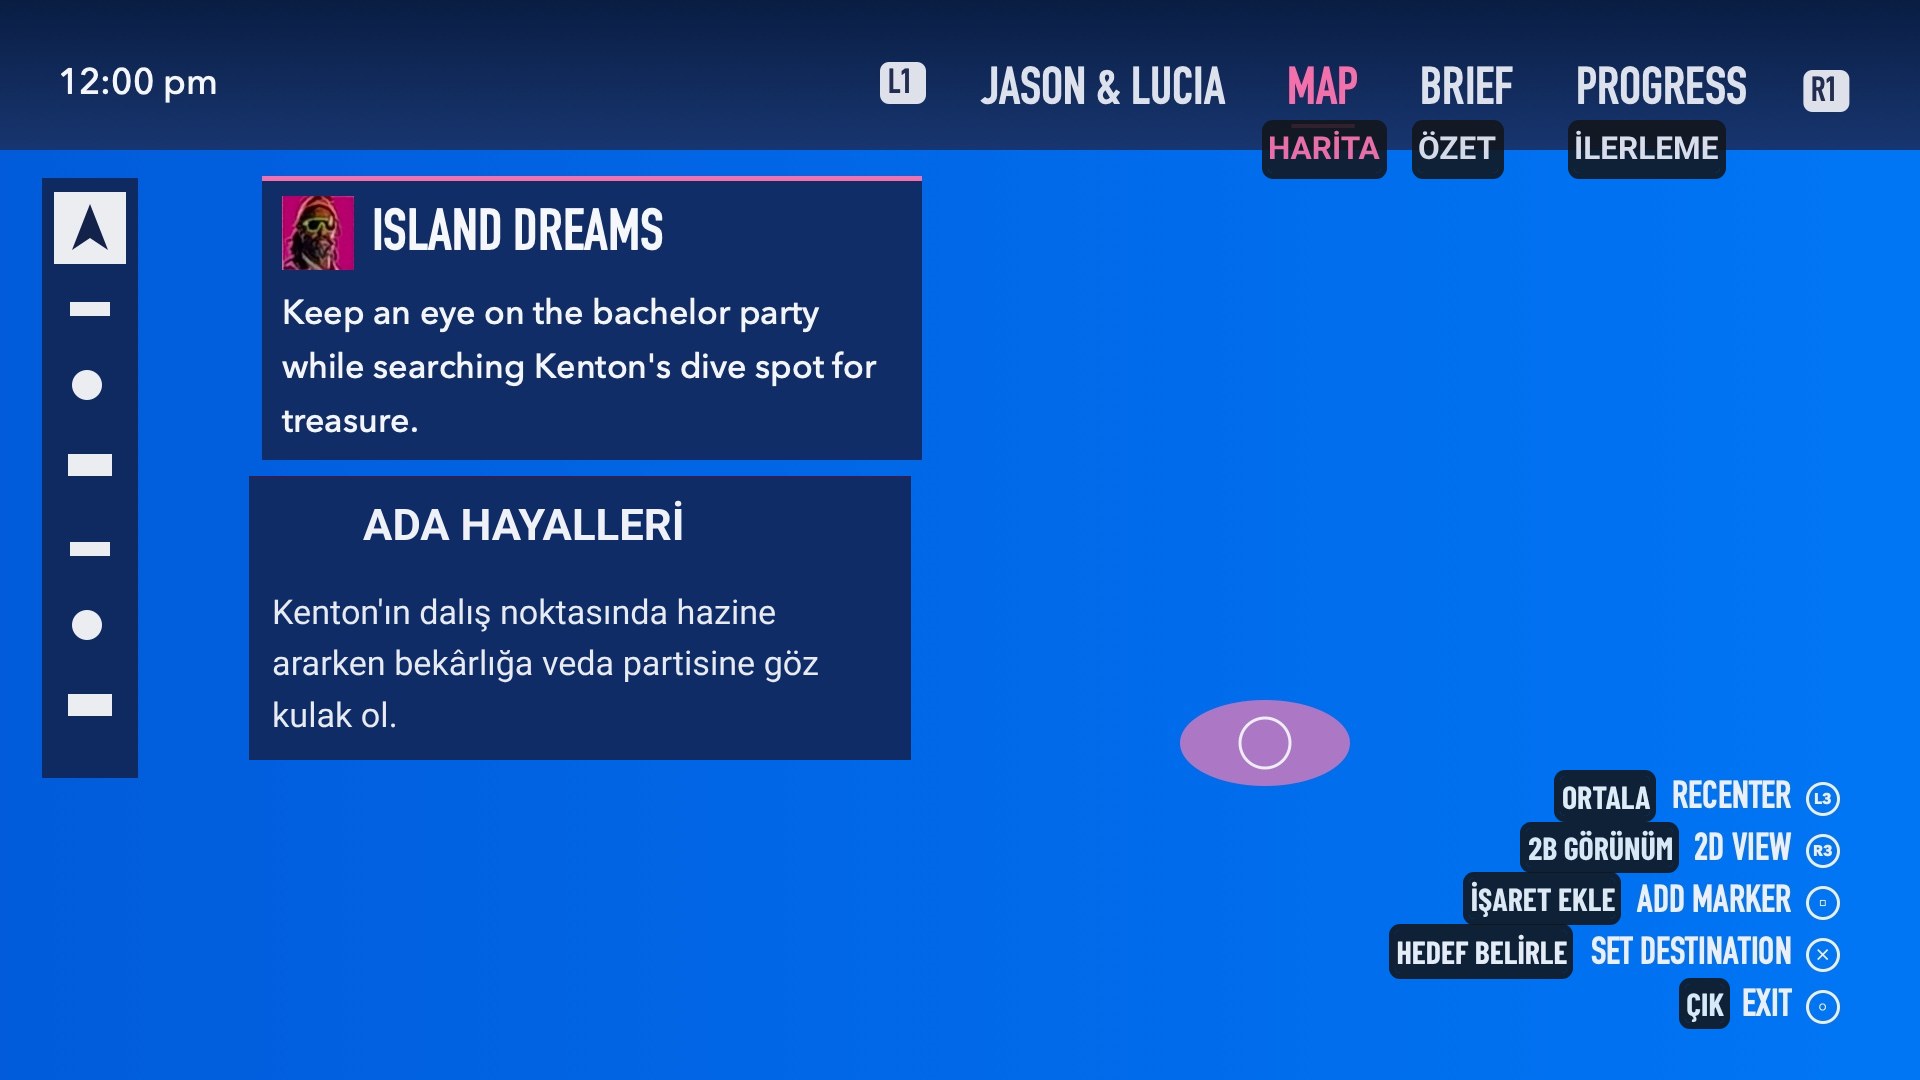 12:00 pm
L1 JASON & LUCIA MAP BRIEF PROGRESS R1
HARİTA ÖZET İLERLEME
ISLAND DREAMS
Keep an eye on the bachelor party
while searching Kenton's dive spot for
treasure.
ADA HAYALLERİ
Kenton'ın dalış noktasında hazine
ararken bekârlığa veda partisine göz
kulak ol.
ORTALA RECENTER L3
2B GÖRÜNÜM 2D VIEW R3
İŞARET EKLE ADD MARKER
HEDEF BELİRLE SET DESTINATION
ÇIK EXIT